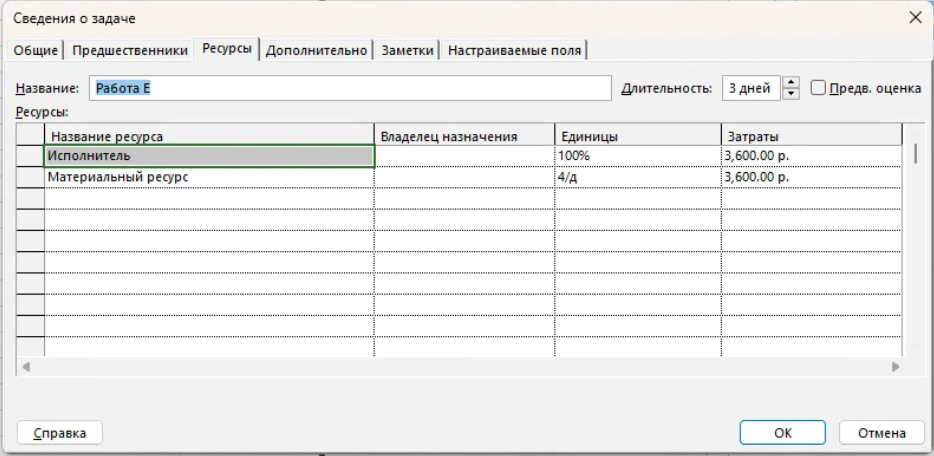 Сведения о задаче
Общие Предшественники Ресурсы Дополнительно Заметки Настраиваемые поля
Название: Работа Е Длительность: 3 дней Предв. оценка
Ресурсы:
Название ресурса Владелец назначения Единицы Затраты
Исполнитель 100% 3,600.00 р.
Материальный ресурс 4/д 3,600.00 р.
Справка ОК Отмена